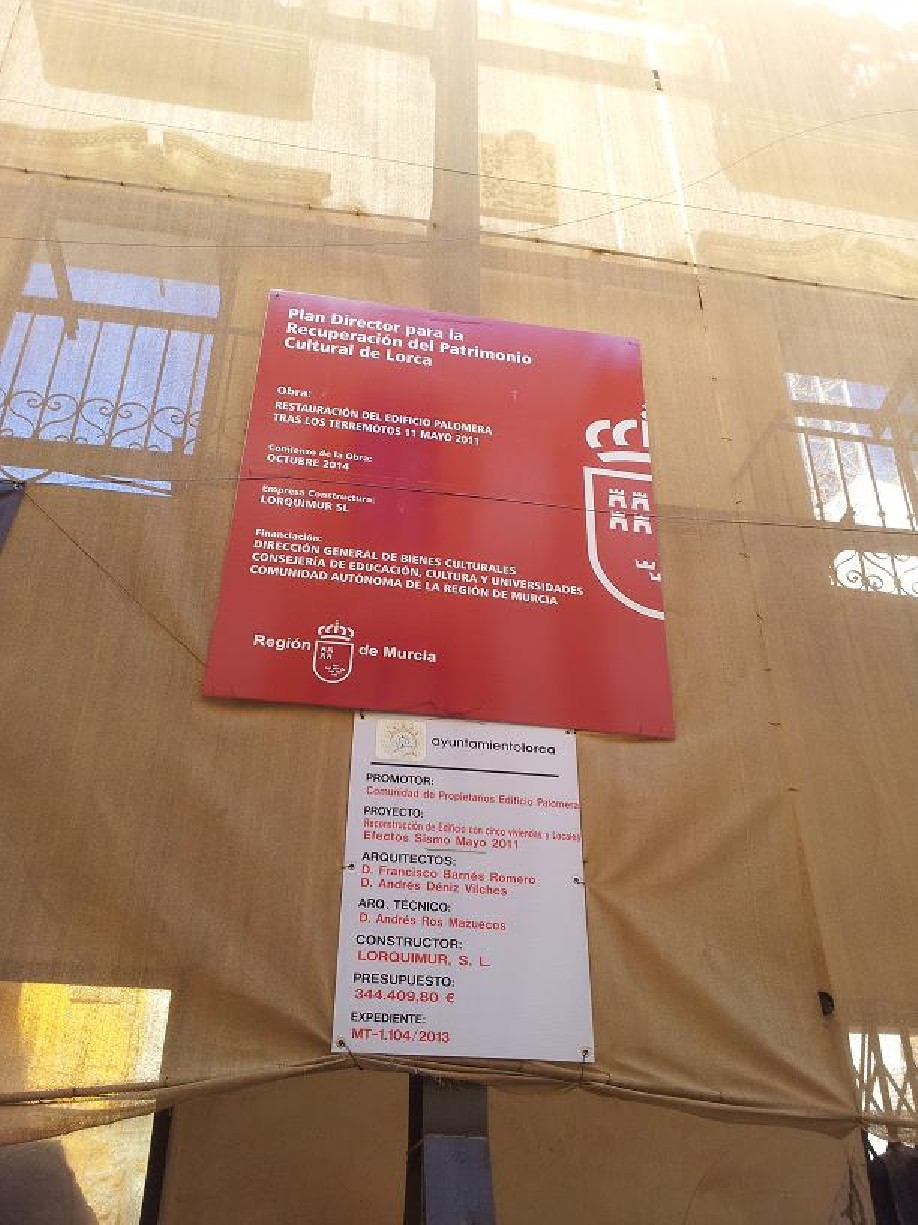 Plan Director para la
Recuperación del Patrimonio
Cultural de Lorca
Obra:
RESTAURACIÓN DEL EDIFICIO PALOMERA
TRAS LOS TERREMOTOS 11 MAYO 2011
Comienzo de la Obra:
OCTUBRE 2014
Empresa Constructura:
LORQUIMUR SL
Financiación:
DIRECCIÓN GENERAL DE BIENES CULTURALES
CONSEJERÍA DE EDUCACIÓN, CULTURA Y UNIVERSIDADES
COMUNIDAD AUTÓNOMA DE LA REGIÓN DE MURCIA
Región de Murcia
ayuntamientolorca
PROMOTOR:
Comunidad de Propietarios Edificio Palomera
PROYECTO:
Reconstrucción de Edificio con cinco viviendas y Locales
Efectos Sismo Mayo 2011
ARQUITECTOS:
D. Francisco Barnés Romero
D. Andrés Déniz Vilches
ARQ. TÉCNICO:
D. Andrés Ros Mazuecos
CONSTRUCTOR:
LORQUIMUR, S. L.
PRESUPUESTO:
344.409,80 €
EXPEDIENTE:
MT-1.104/2013